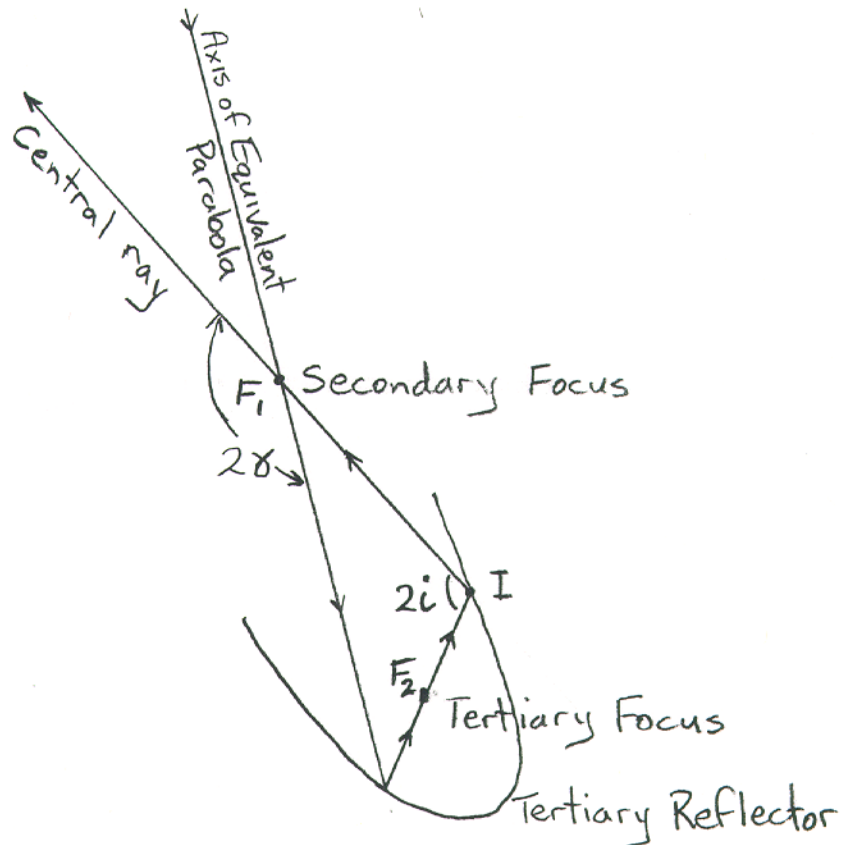 Axis of Equivalent
Parabola
Central ray
F₁
Secondary Focus
2γ
2i
I
F₂
Tertiary Focus
Tertiary Reflector